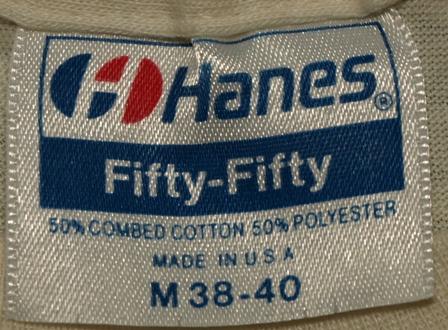 Hanes®
Fifty-Fifty
50% COMBED COTTON 50% POLYESTER
MADE IN U S A
M 38-40